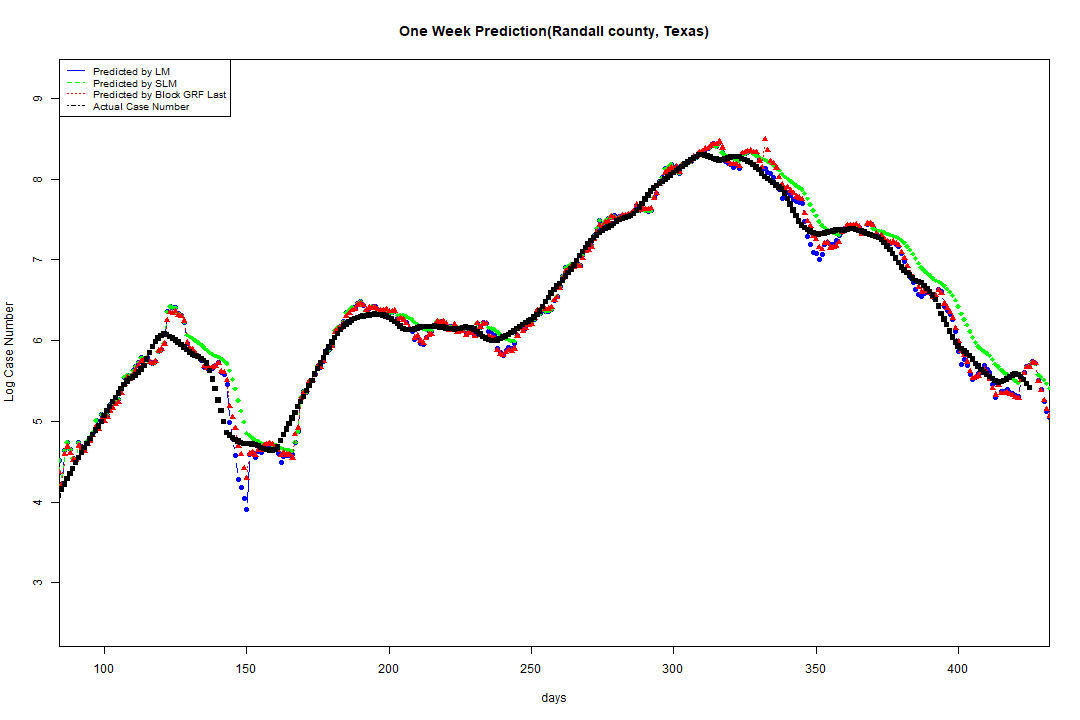 One Week Prediction(Randall county, Texas)
Predicted by LM
Predicted by SLM
Predicted by Block GRF Last
Actual Case Number
9
8
7
6
5
4
3
Log Case Number
100 150 200 250 300 350 400
days